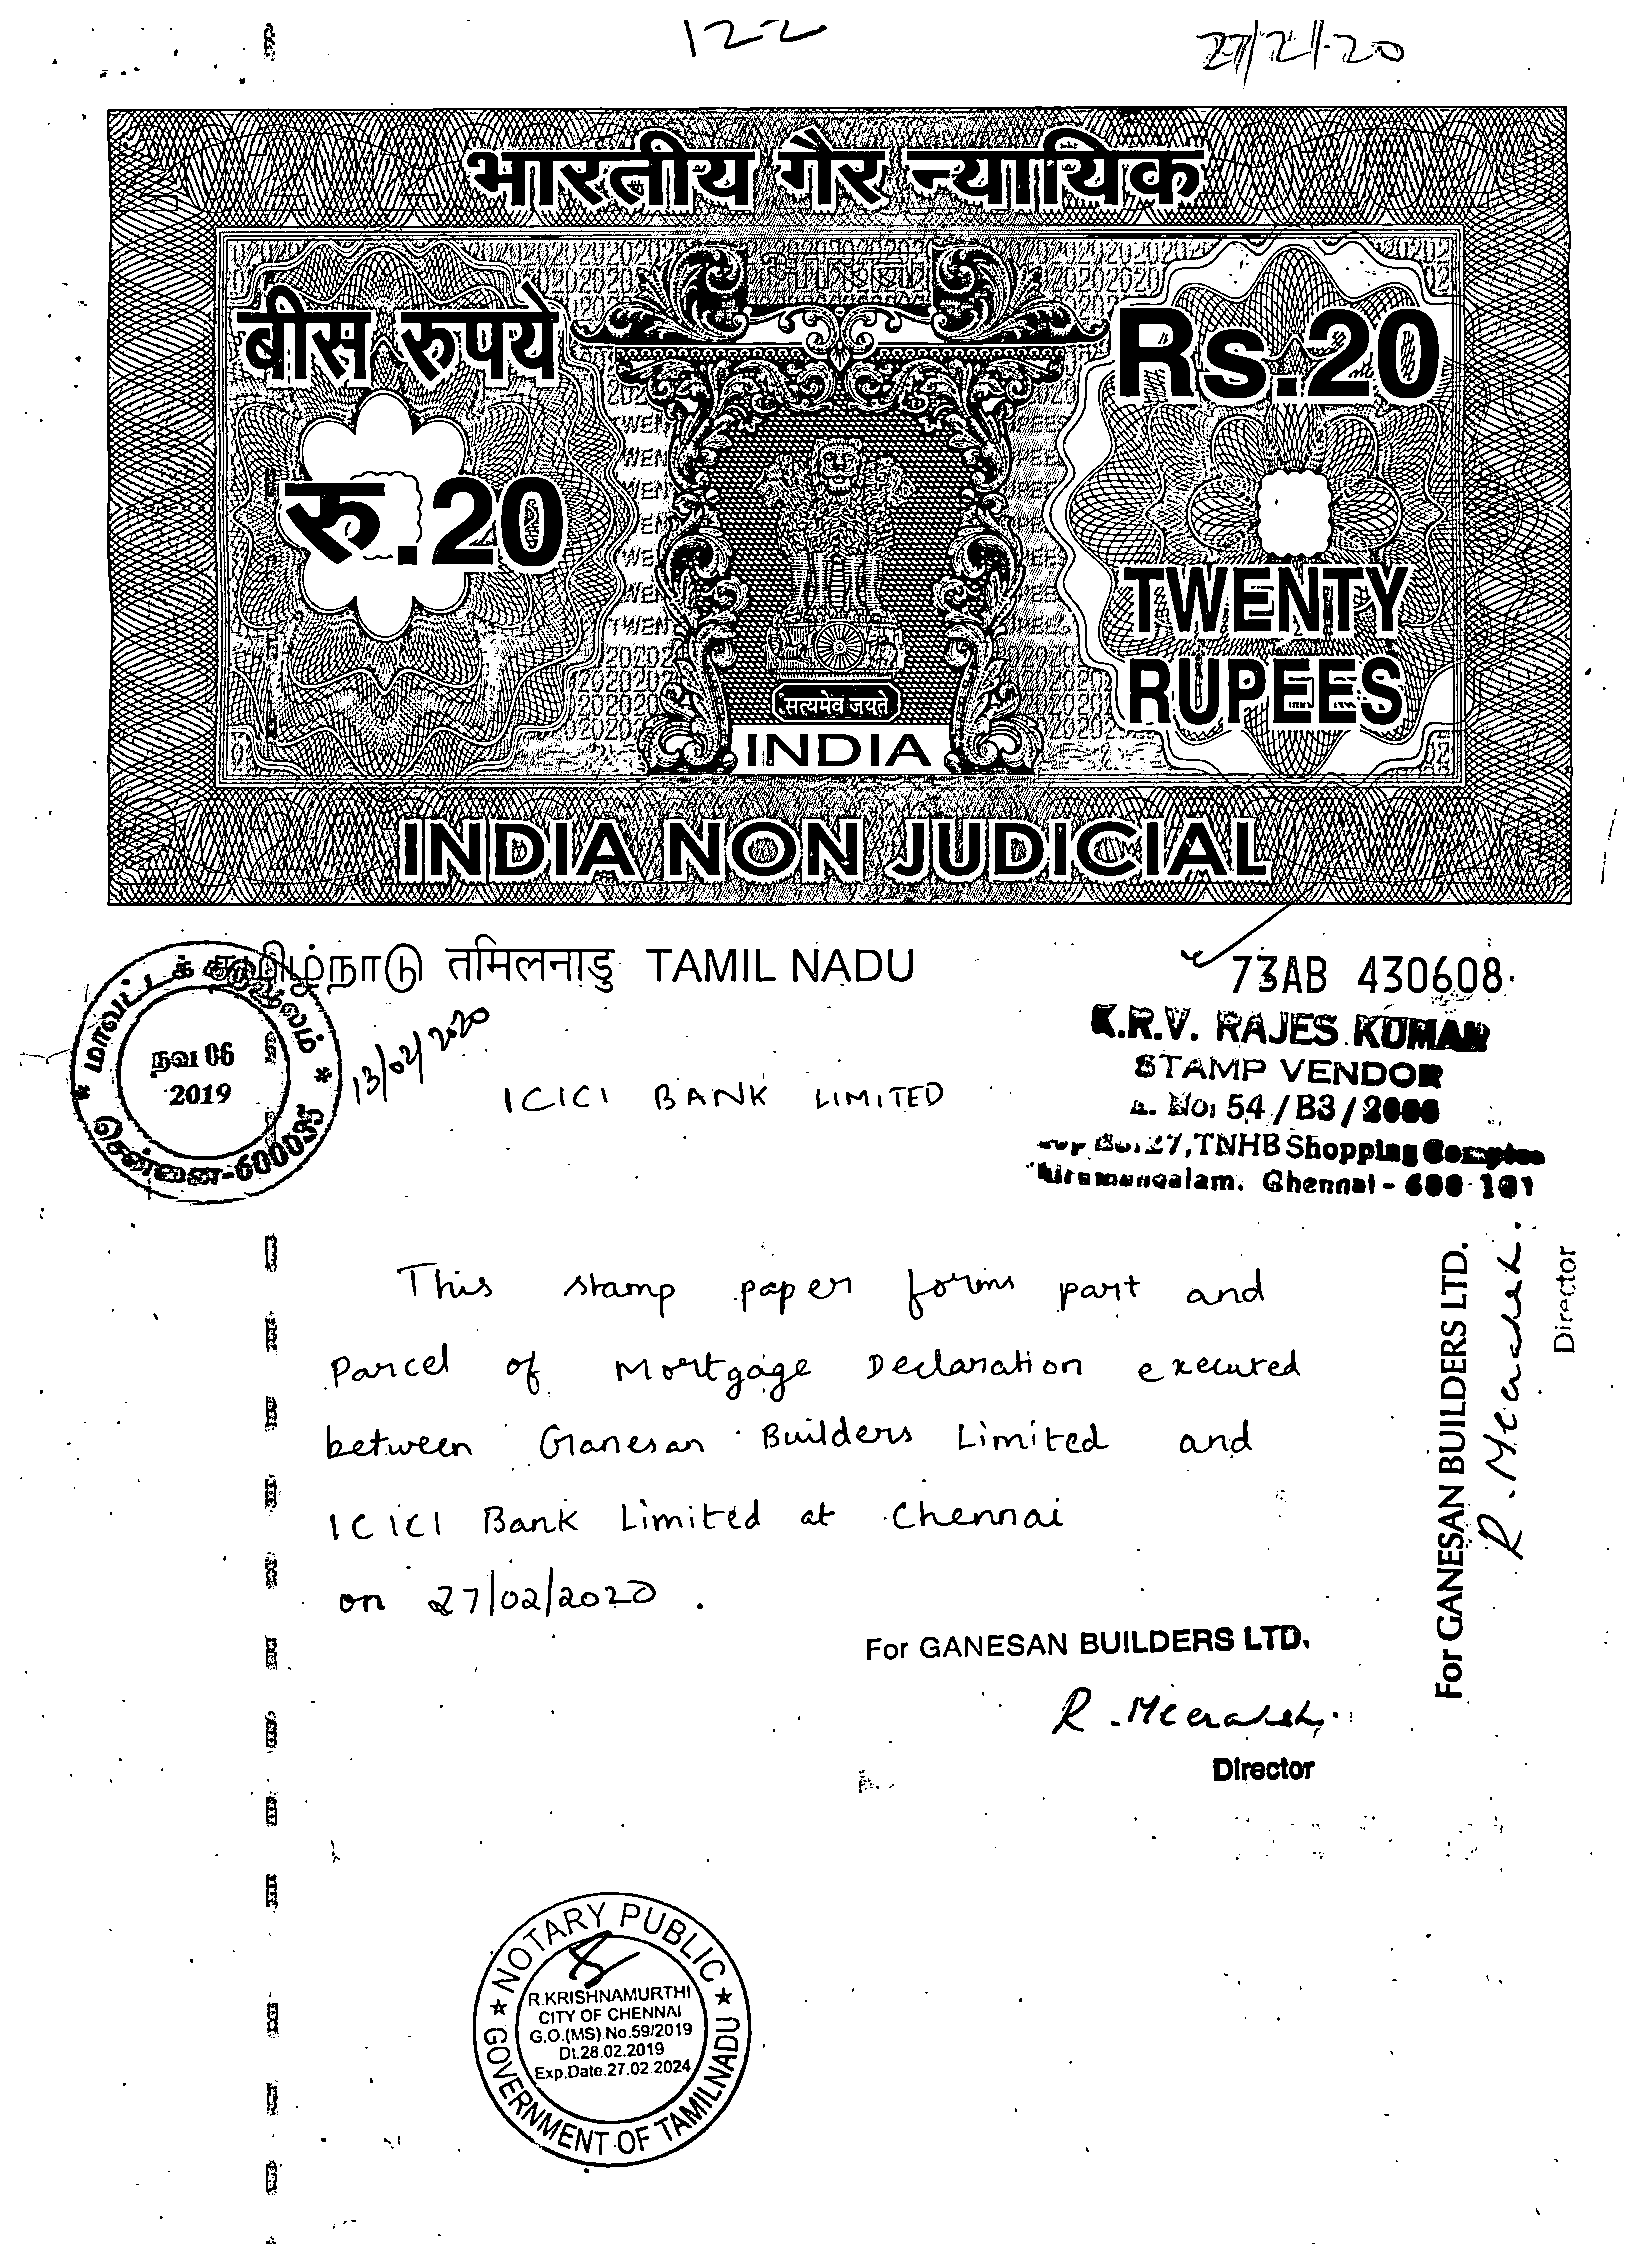 122
27/2/20
भारतीय गैर न्यायिक
बीस रुपये
Rs.20
रु.20
TWENTY
RUPEES
सत्यमेव जयते
INDIA
INDIA NON JUDICIAL
தமிழ்நாடு तमिलनाडु TAMIL NADU
73AB 430608
மாவட்டக் கருவூலம்
நவ 06
2019
சென்னை-600035
13/02/2020
ICICI BANK LIMITED
K.R.V. RAJES KUMAR
STAMP VENDOR
No: 54/B3/2000
27, TNHB Shopping Complex
Chennai - 600 101
This stamp paper forms part and
Parcel of Mortgage Declaration executed
between Ganesan Builders Limited and
ICICI Bank Limited at Chennai
on 27/02/2020.
For GANESAN BUILDERS LTD.
R. Meenakshi
Director
For GANESAN BUILDERS LTD.
R. Meenakshi
Director
NOTARY PUBLIC
R.KRISHNAMURTHI
CITY OF CHENNAI
G.O.(MS) No.59/2019
Dt.28.02.2019
Exp.Date.27.02.2024
GOVERNMENT OF TAMILNADU